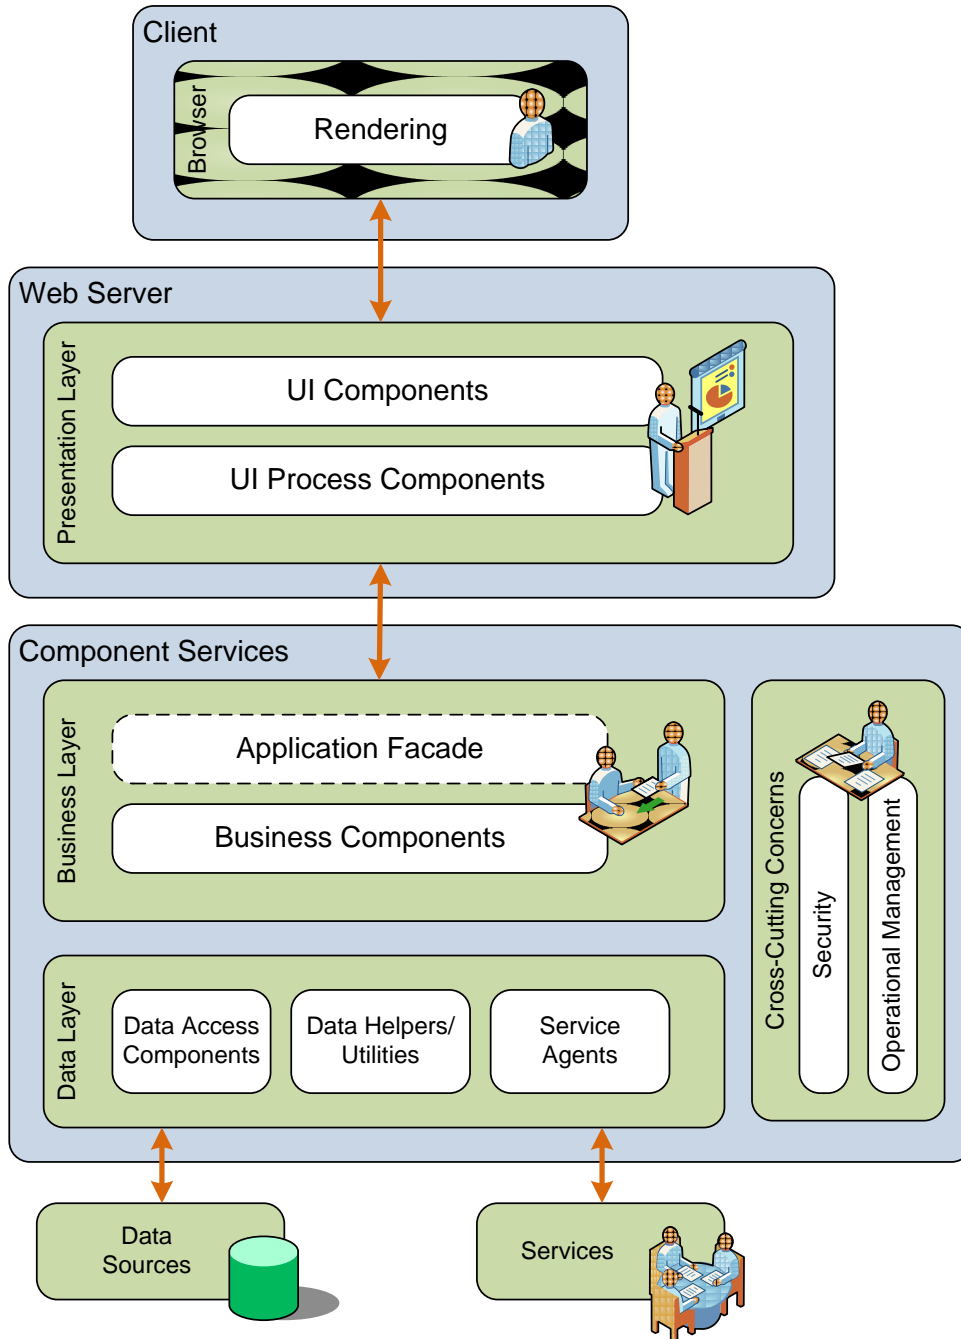 Client
Browser
Rendering
Web Server
Presentation Layer
UI Components
UI Process Components
Component Services
Business Layer
Application Facade
Business Components
Cross-Cutting Concerns
Security
Operational Management
Data Layer
Data Access
Components
Data Helpers/
Utilities
Service
Agents
Data
Sources
Services